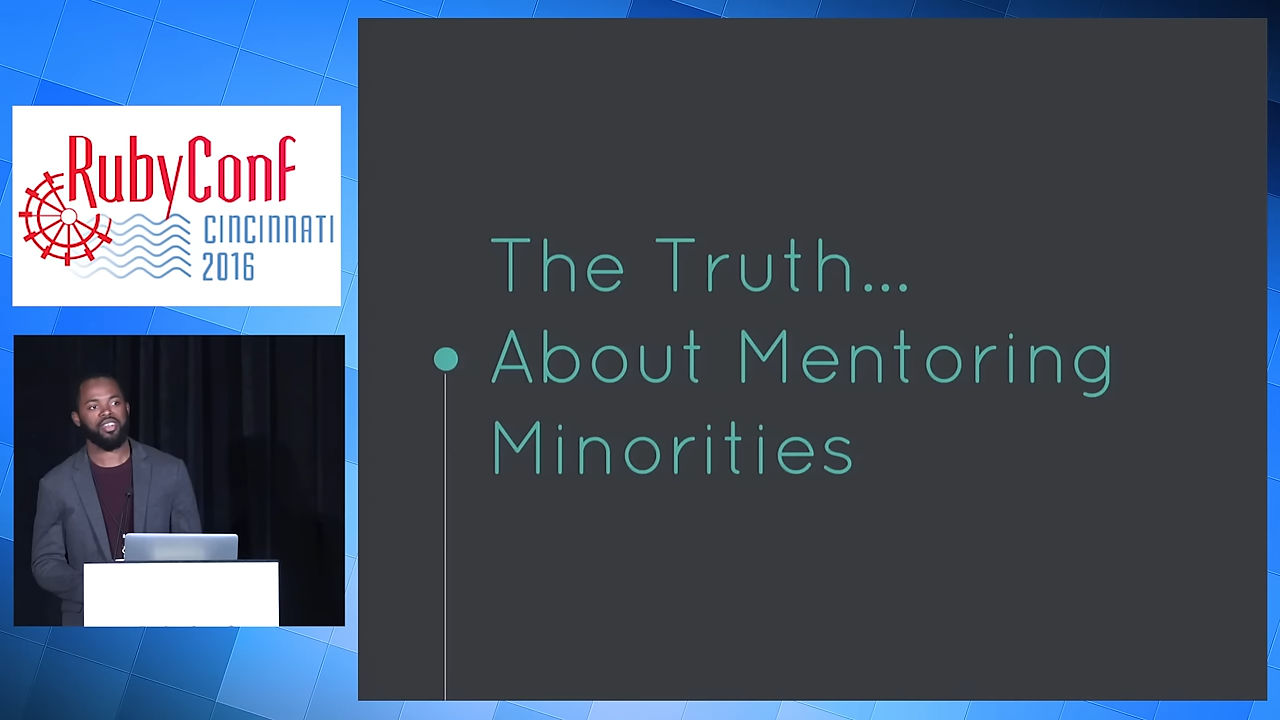 RubyConf
CINCINNATI
2016
The Truth...
About Mentoring
Minorities